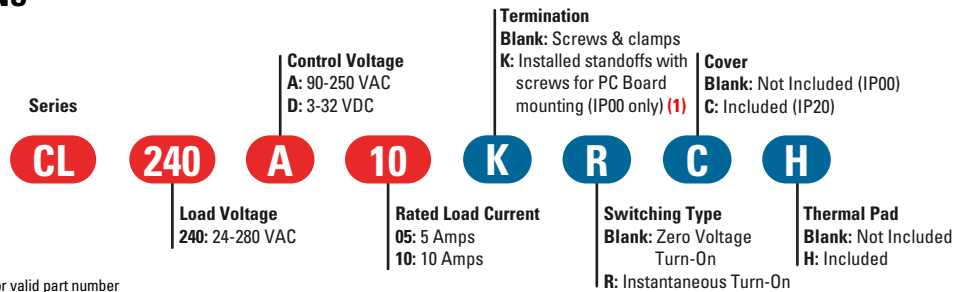 Termination
Blank: Screws & clamps
K: Installed standoffs with
screws for PC Board
mounting (IP00 only) (1)
Control Voltage
A: 90-250 VAC
D: 3-32 VDC
Cover
Blank: Not Included (IP00)
C: Included (IP20)
Series
CL 240 A 10 K R C H
Load Voltage
240: 24-280 VAC
Rated Load Current
05: 5 Amps
10: 10 Amps
Switching Type
Blank: Zero Voltage
Turn-On
R: Instantaneous Turn-On
Thermal Pad
Blank: Not Included
H: Included
valid part number